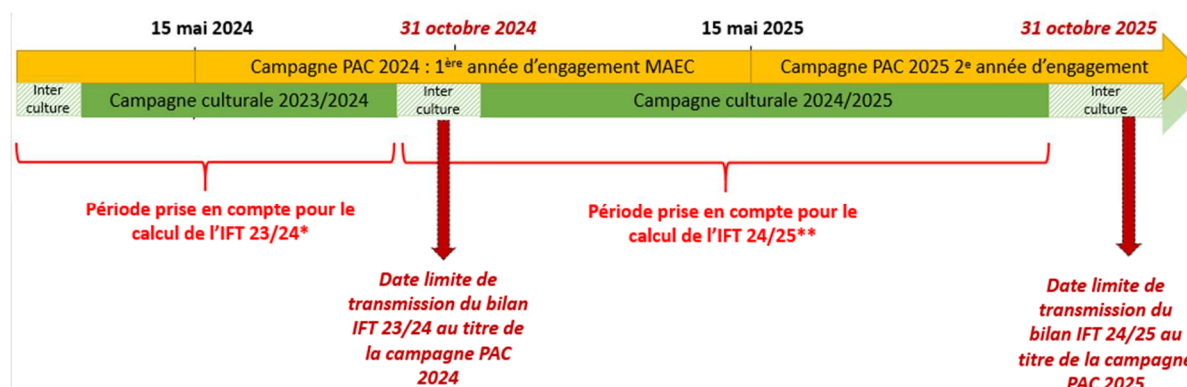 15 mai 2024
31 octobre 2024
15 mai 2025
31 octobre 2025
Campagne PAC 2024 : 1ère année d'engagement MAEC
Campagne PAC 2025 2e année d'engagement
Inter
culture
Campagne culturale 2023/2024
Inter
culture
Campagne culturale 2024/2025
Inter
culture
Période prise en compte pour le
calcul de l'IFT 23/24*
Période prise en compte pour le
calcul de l'IFT 24/25**
Date limite de
transmission du bilan
IFT 23/24 au titre de
la campagne PAC
2024
Date limite de
transmission du
bilan IFT 24/25 au
titre de la campagne
PAC 2025